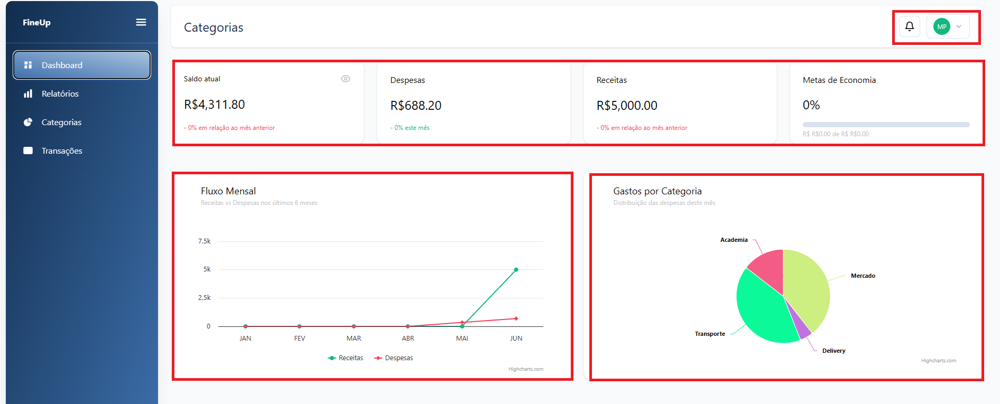 FineUp
Dashboard
Relatórios
Categorias
Transações
Categorias
MP
Saldo atual
R$4,311.80
- 0% em relação ao mês anterior
Despesas
R$688.20
- 0% este mês
Receitas
R$5,000.00
- 0% em relação ao mês anterior
Metas de Economia
0%
R$ R$0.00 de R$ R$0.00
Fluxo Mensal
Receitas vs Despesas nos últimos 6 meses
7.5k
5k
2.5k
0
JAN FEV MAR ABR MAI JUN
Receitas Despesas
Highcharts.com
Gastos por Categoria
Distribuição das despesas deste mês
Academia
Mercado
Transporte
Delivery
Highcharts.com